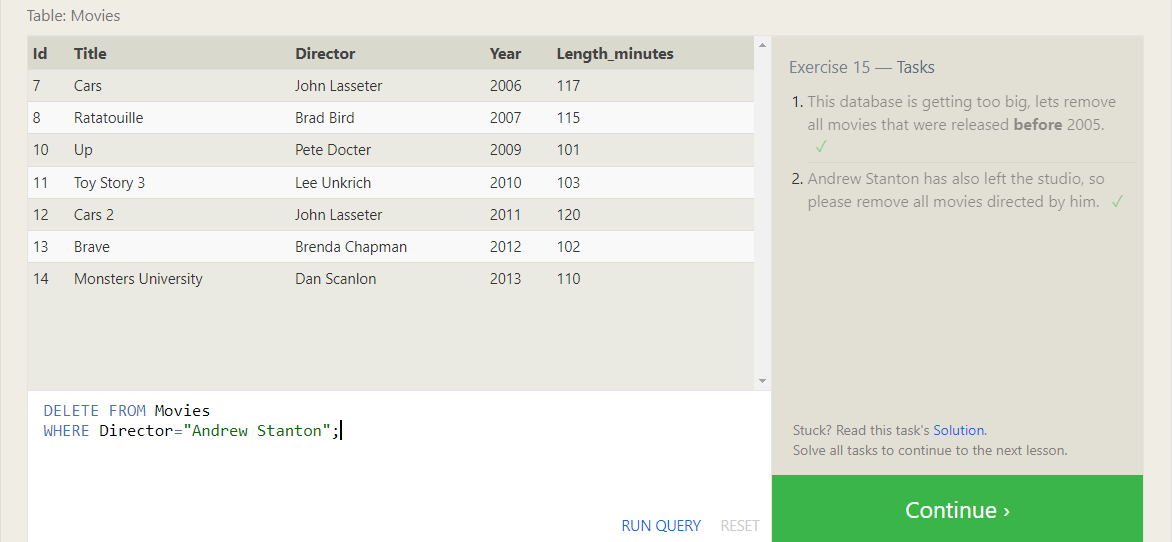 Table: Movies
Id Title Director Year Length_minutes
7 Cars John Lasseter 2006 117
8 Ratatouille Brad Bird 2007 115
10 Up Pete Docter 2009 101
11 Toy Story 3 Lee Unkrich 2010 103
12 Cars 2 John Lasseter 2011 120
13 Brave Brenda Chapman 2012 102
14 Monsters University Dan Scanlon 2013 110
DELETE FROM Movies
WHERE Director="Andrew Stanton";
RUN QUERY RESET
Exercise 15 — Tasks
1. This database is getting too big, lets remove
all movies that were released before 2005.
✓
2. Andrew Stanton has also left the studio, so
please remove all movies directed by him. ✓
Stuck? Read this task's Solution.
Solve all tasks to continue to the next lesson.
Continue ›